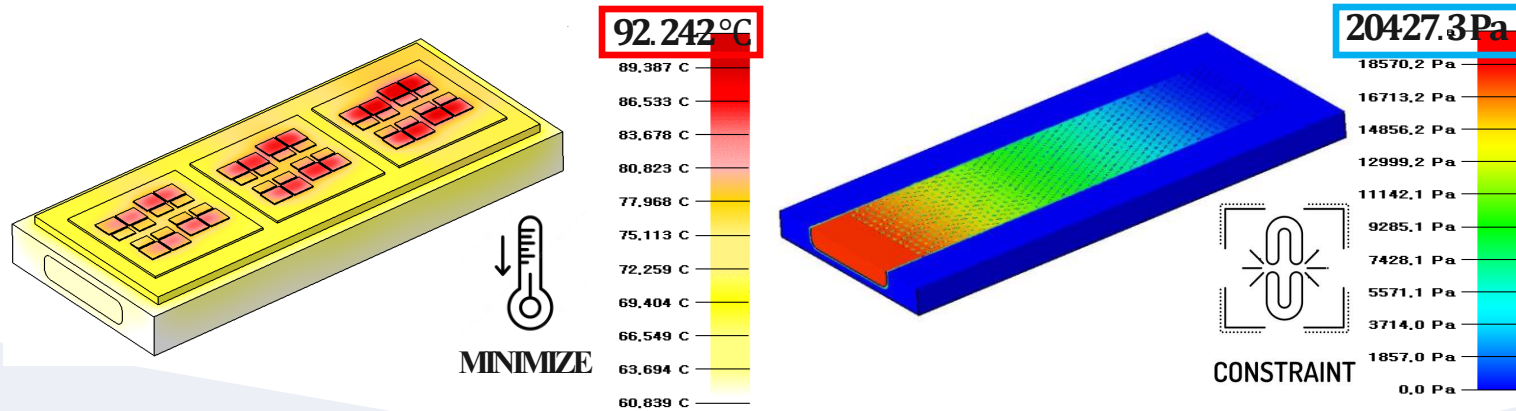 92.242°C
89,387 C
86,533 C
83,678 C
80,823 C
77,968 C
75,113 C
72,259 C
69,404 C
66,549 C
63,694 C
60,839 C
MINIMIZE
20427.3Pa
18570,2 Pa
16713,2 Pa
14856,2 Pa
12999,2 Pa
11142,1 Pa
9285,1 Pa
7428,1 Pa
5571,1 Pa
3714,0 Pa
1857,0 Pa
0,0 Pa
CONSTRAINT